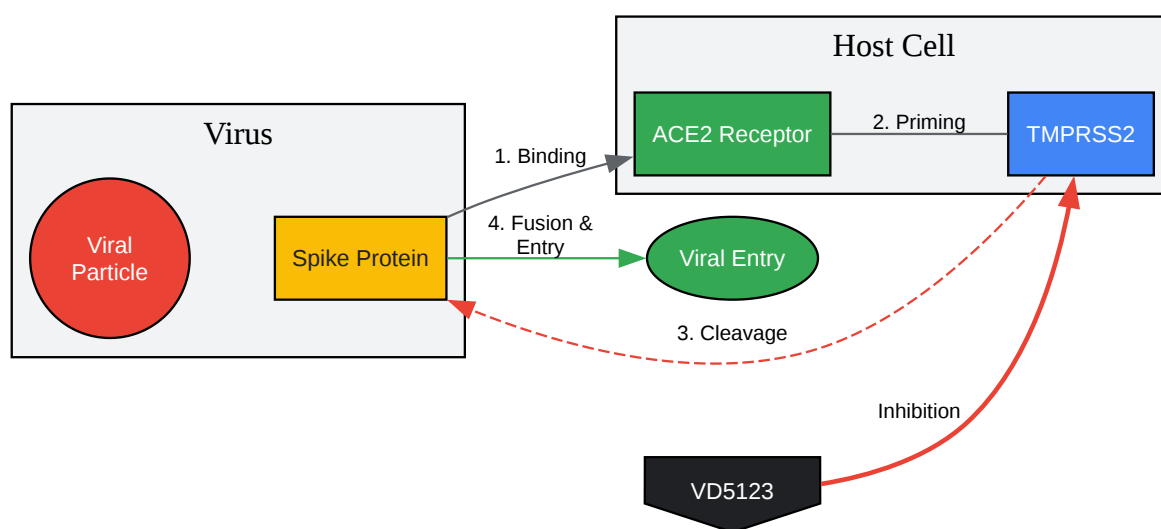 Host Cell
Virus
ACE2 Receptor
2. Priming
TMPRSS2
1. Binding
4. Fusion &
Entry
Viral
Particle
Spike Protein
Viral Entry
3. Cleavage
Inhibition
VD5123